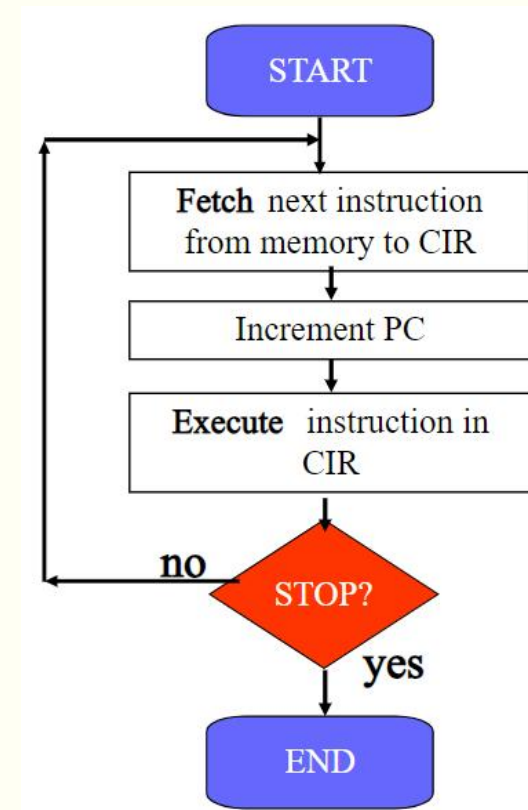 START
Fetch next instruction
from memory to CIR
Increment PC
Execute instruction in
CIR
STOP?
no
yes
END